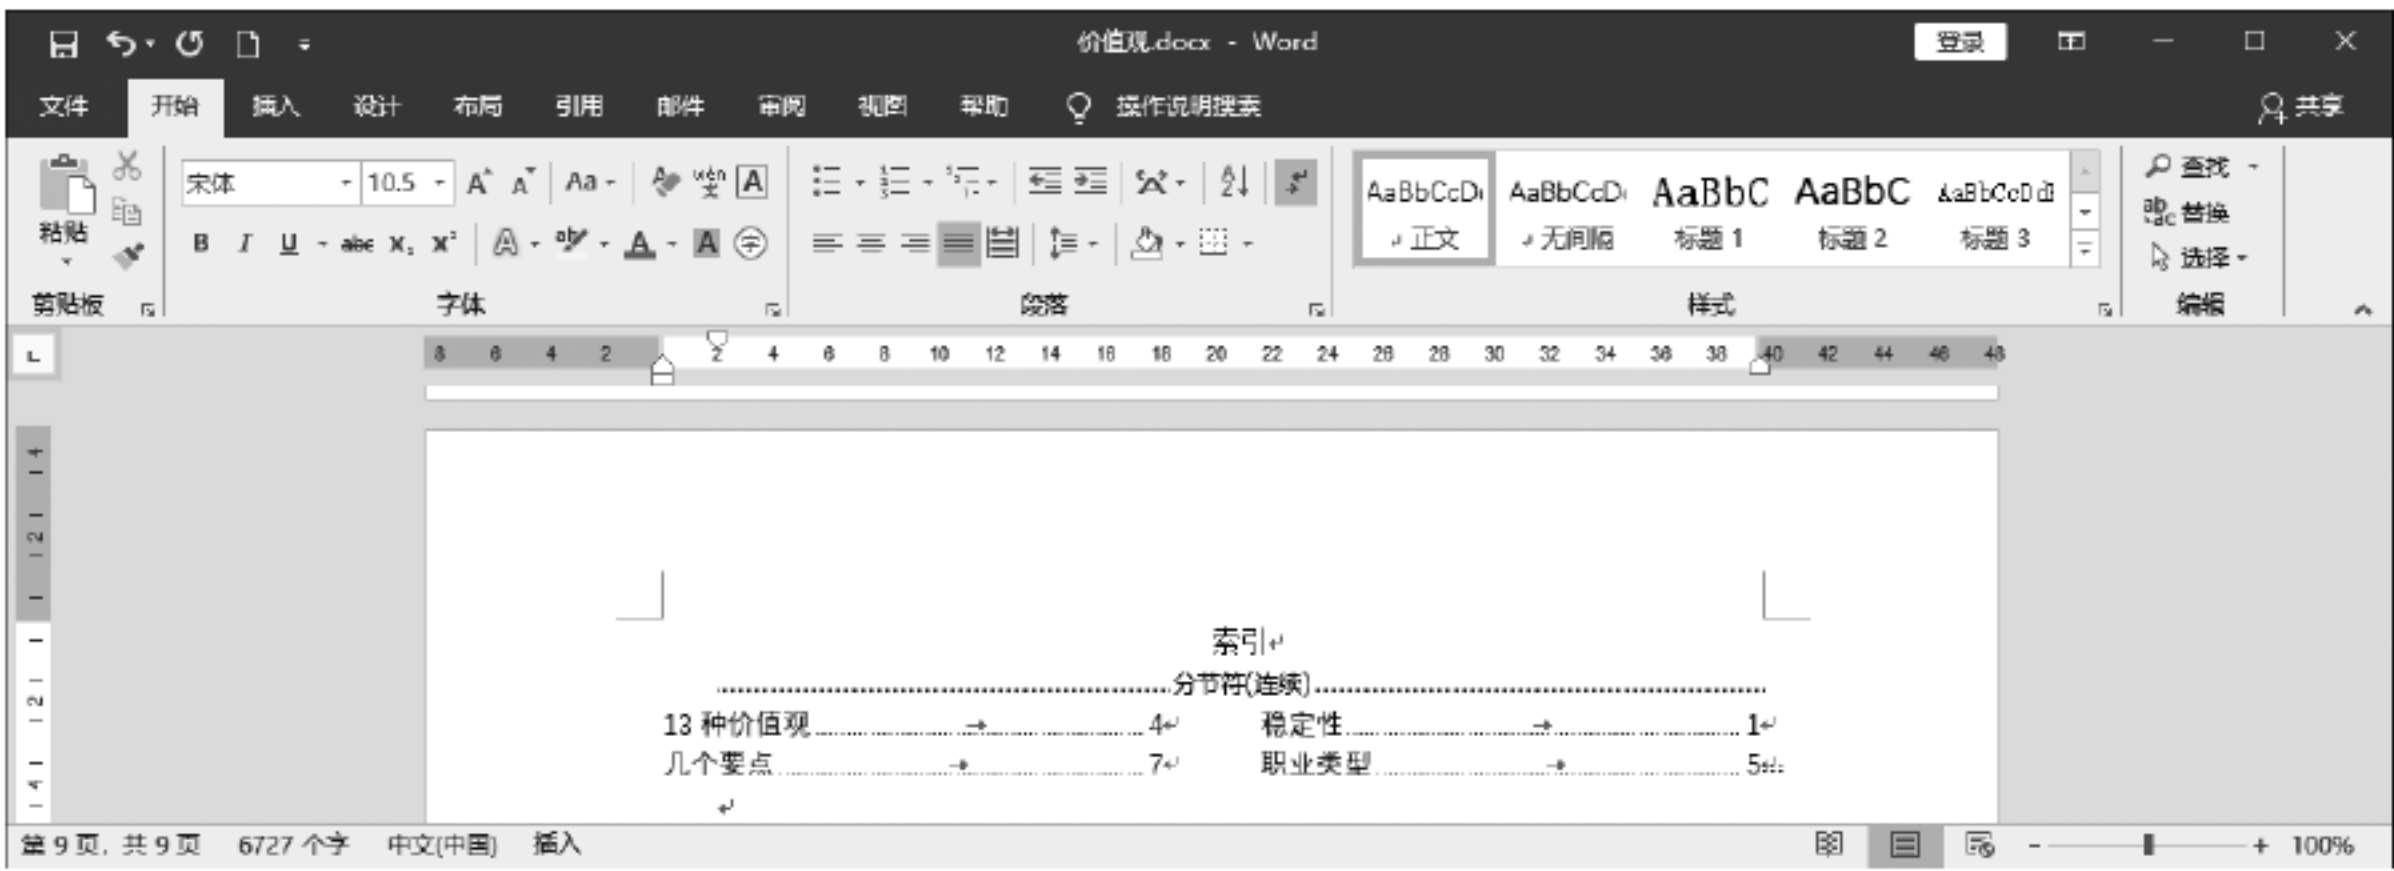 价值观.docx - Word
登录
文件 开始 插入 设计 布局 引用 邮件 审阅 视图 帮助 操作说明搜索 共享
粘贴
剪贴板
宋体 10.5 A A Aa wén 文 A
B I U abc X₂ X² A aby A A 字
字体
段落
AaBbCcDı AaBbCcDı AaBbC AaBbC AaBbCcDdI
正文 无间隔 标题 1 标题 2 标题 3
样式
查找
替换
选择
编辑
8 6 4 2 2 4 6 8 10 12 14 16 18 20 22 24 26 28 30 32 34 36 38 40 42 44 46 48
索引
分节符(连续)
13 种价值观 4
几个要点 7
稳定性 1
职业类型 5
第 9 页, 共 9 页 6727 个字 中文(中国) 插入 100%